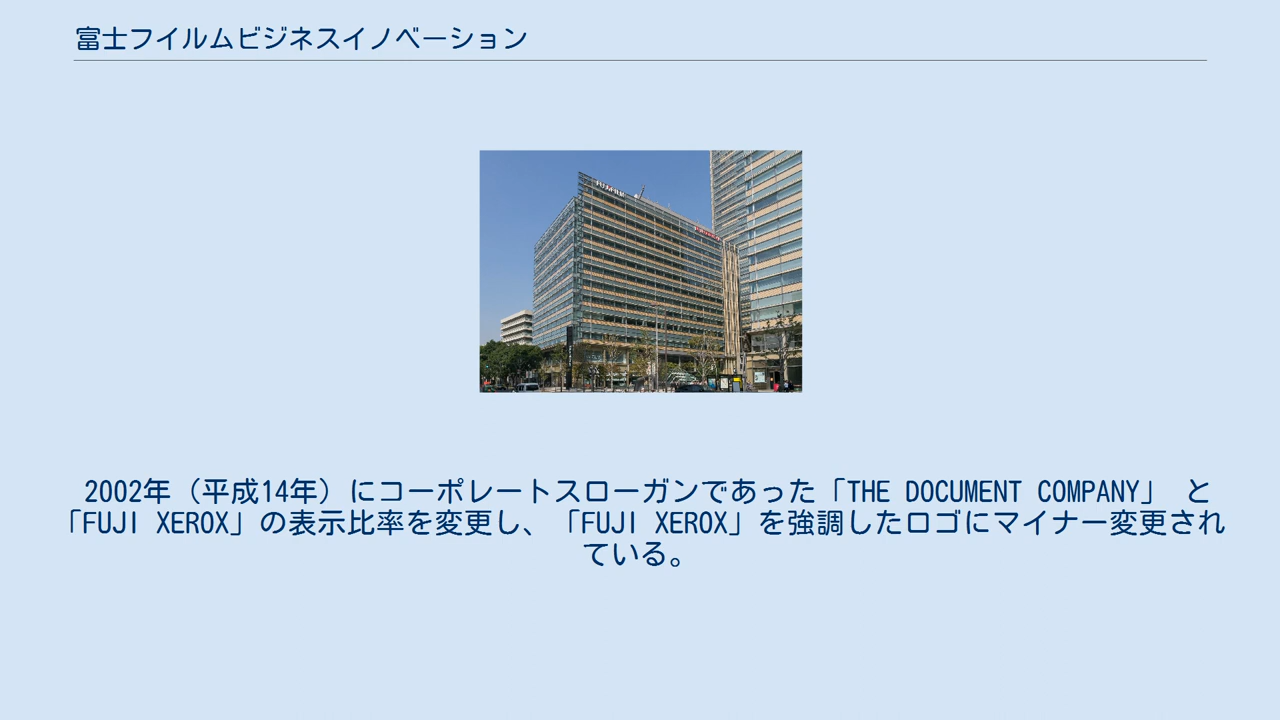 富士フイルムビジネスイノベーション
2002年（平成14年）にコーポレートスローガンであった「THE DOCUMENT COMPANY」 と
「FUJI XEROX」の表示比率を変更し、「FUJI XEROX」を強調したロゴにマイナー変更され
ている。